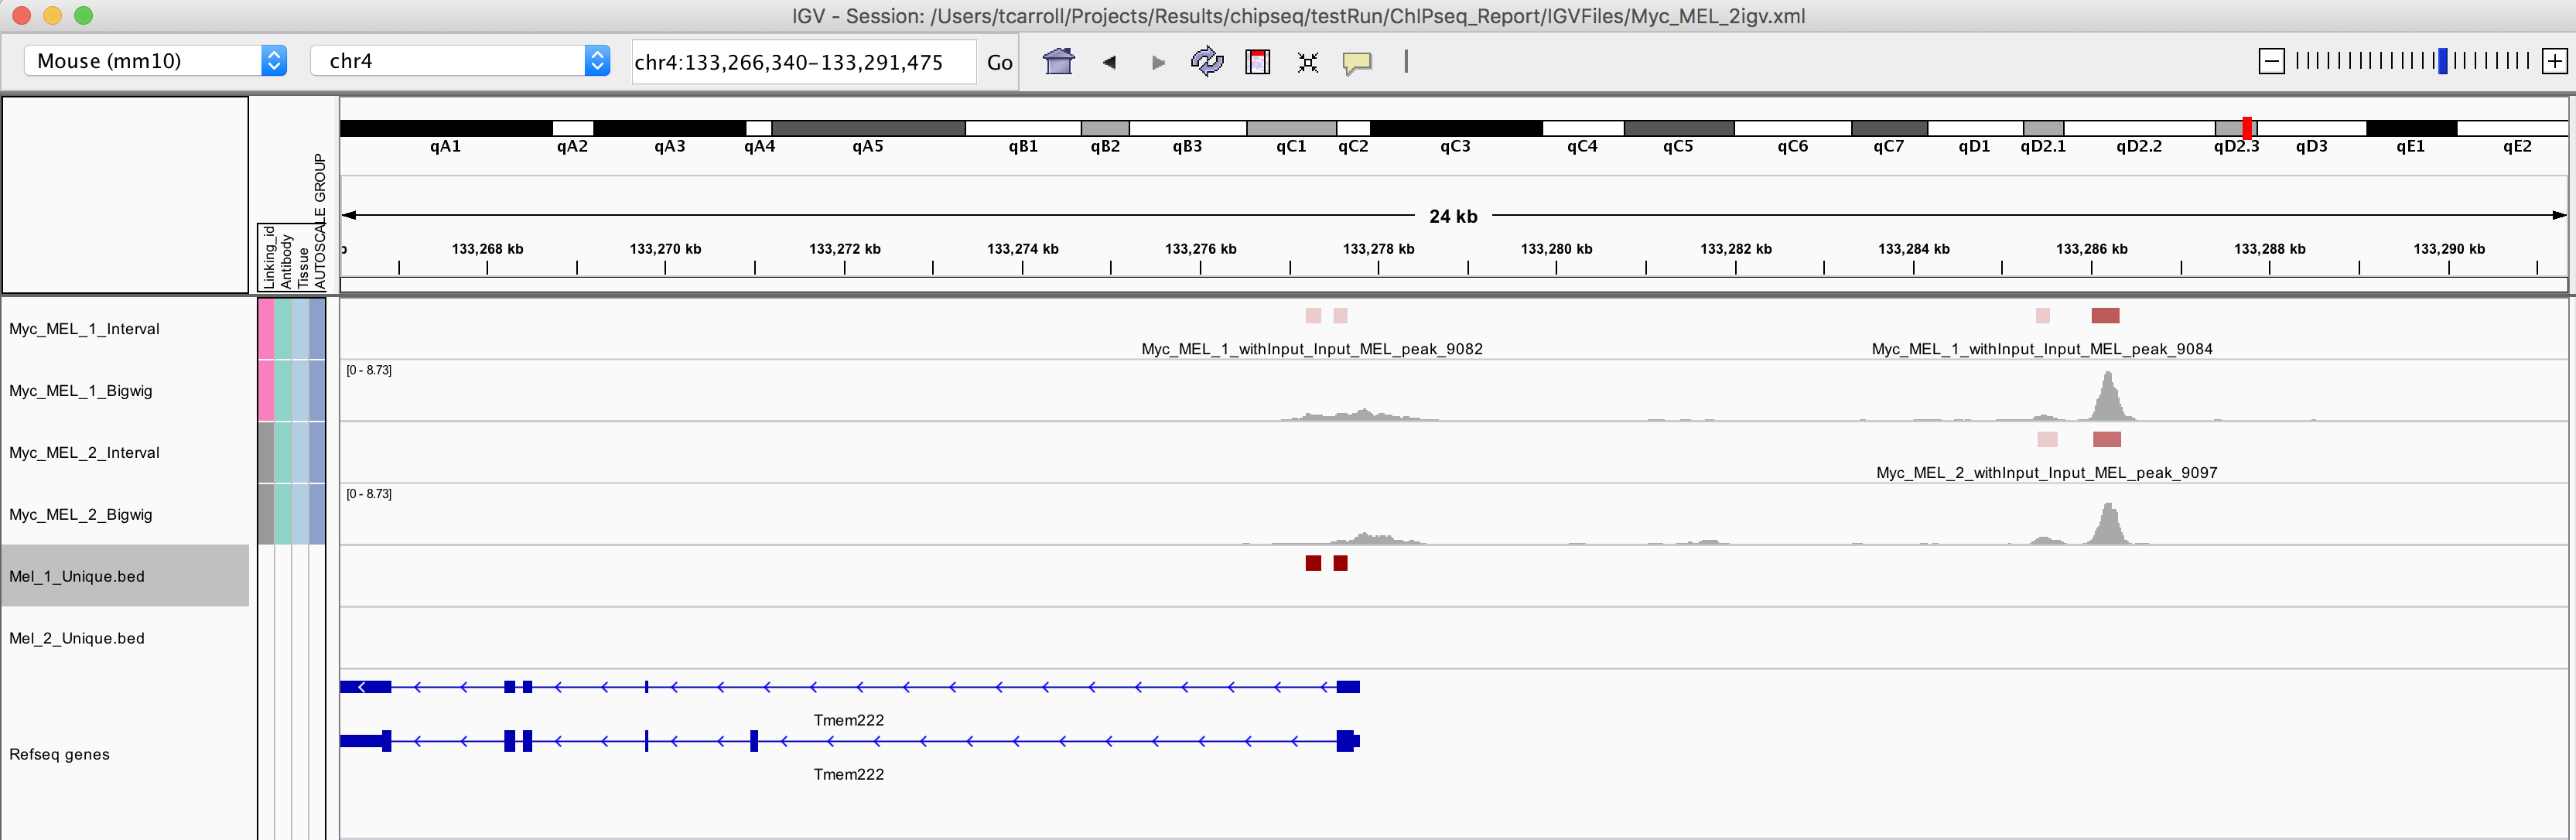 IGV - Session: /Users/tcarroll/Projects/Results/chipseq/testRun/ChIPseq_Report/IGVFiles/Myc_MEL_2igv.xml
Mouse (mm10) chr4 chr4:133,266,340-133,291,475 Go
qA1 qA2 qA3 qA4 qA5 qB1 qB2 qB3 qC1 qC2 qC3 qC4 qC5 qC6 qC7 qD1 qD2.1 qD2.2 qD2.3 qD3 qE1 qE2
24 kb
133,268 kb 133,270 kb 133,272 kb 133,274 kb 133,276 kb 133,278 kb 133,280 kb 133,282 kb 133,284 kb 133,286 kb 133,288 kb 133,290 kb
Linking_id
Antibody
Tissue
AUTOSCALE GROUP
Myc_MEL_1_Interval
Myc_MEL_1_withInput_Input_MEL_peak_9082 Myc_MEL_1_withInput_Input_MEL_peak_9084
[0 - 8.73]
Myc_MEL_1_Bigwig
Myc_MEL_2_Interval
Myc_MEL_2_withInput_Input_MEL_peak_9097
[0 - 8.73]
Myc_MEL_2_Bigwig
Mel_1_Unique.bed
Mel_2_Unique.bed
Tmem222
Refseq genes
Tmem222